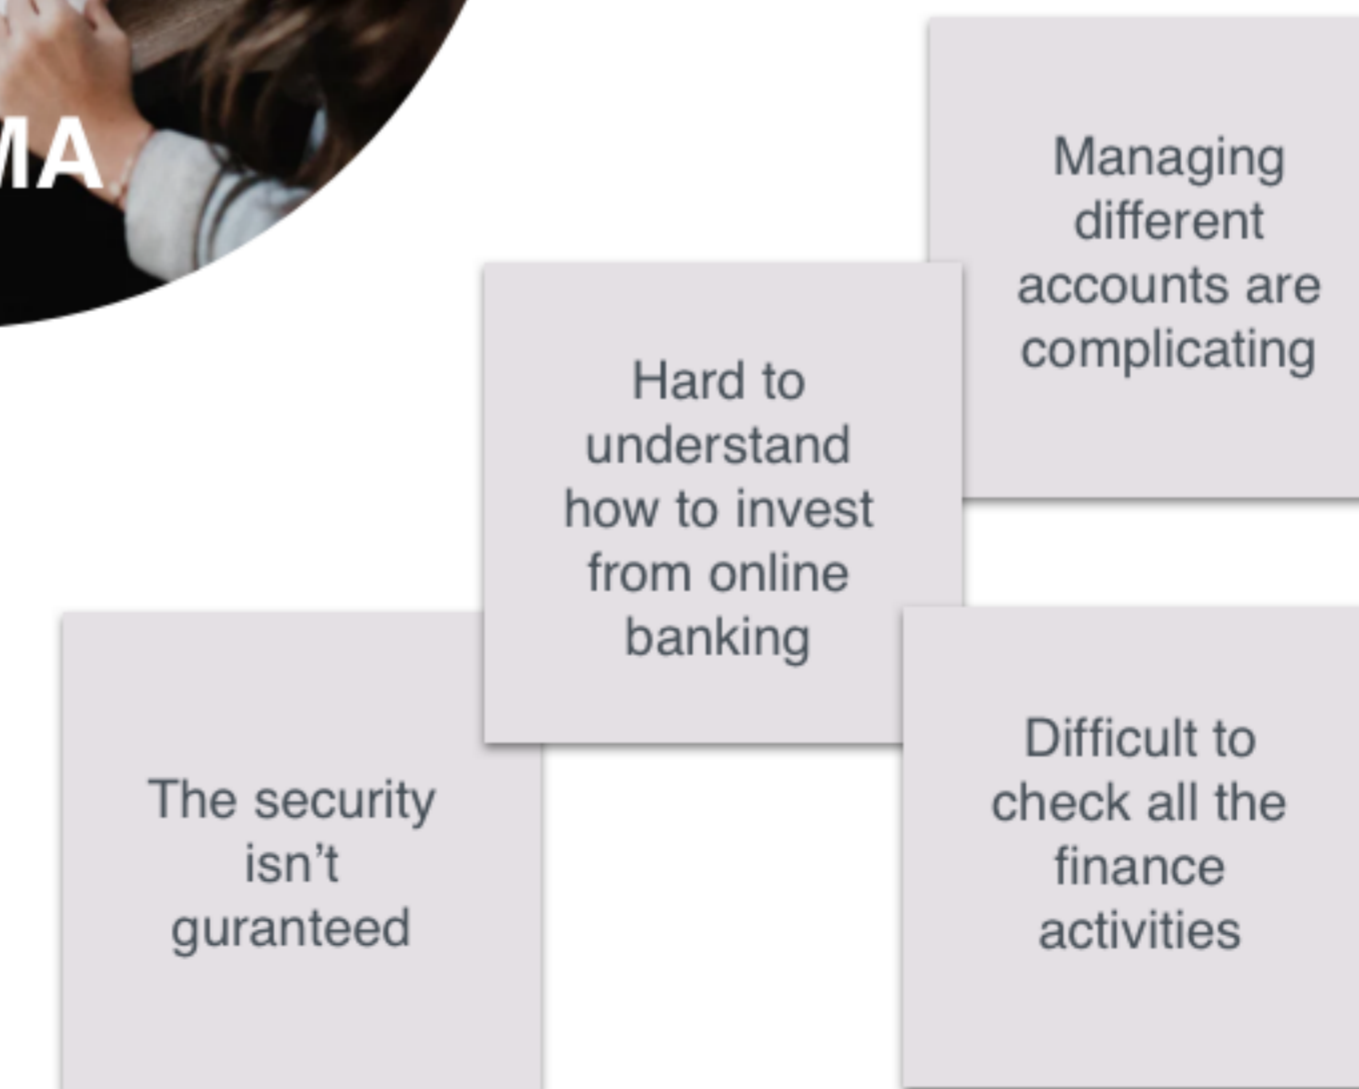 MA
Managing
different
accounts are
complicating
Hard to
understand
how to invest
from online
banking
The security
isn’t
guranteed
Difficult to
check all the
finance
activities